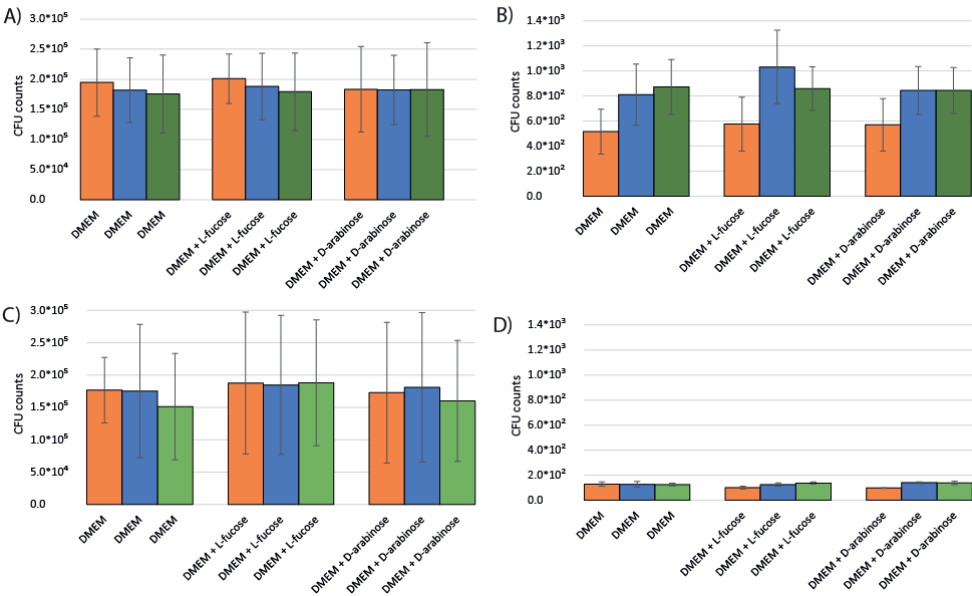 A)
CFU counts
3.0*10⁵
2.5*10⁵
2.0*10⁵
1.5*10⁵
1.0*10⁵
5.0*10⁴
0.0
DMEM
DMEM
DMEM
DMEM + L-fucose
DMEM + L-fucose
DMEM + L-fucose
DMEM + D-arabinose
DMEM + D-arabinose
DMEM + D-arabinose
B)
CFU counts
1.4*10³
1.2*10³
1.0*10³
8.0*10²
6.0*10²
4.0*10²
2.0*10²
0.0
DMEM
DMEM
DMEM
DMEM + L-fucose
DMEM + L-fucose
DMEM + L-fucose
DMEM + D-arabinose
DMEM + D-arabinose
DMEM + D-arabinose
C)
CFU counts
3.0*10⁵
2.5*10⁵
2.0*10⁵
1.5*10⁵
1.0*10⁵
5.0*10⁴
0.0
DMEM
DMEM
DMEM
DMEM + L-fucose
DMEM + L-fucose
DMEM + L-fucose
DMEM + D-arabinose
DMEM + D-arabinose
DMEM + D-arabinose
D)
CFU counts
1.4*10³
1.2*10³
1.0*10³
8.0*10²
6.0*10²
4.0*10²
2.0*10²
0.0
DMEM
DMEM
DMEM
DMEM + L-fucose
DMEM + L-fucose
DMEM + L-fucose
DMEM + D-arabinose
DMEM + D-arabinose
DMEM + D-arabinose